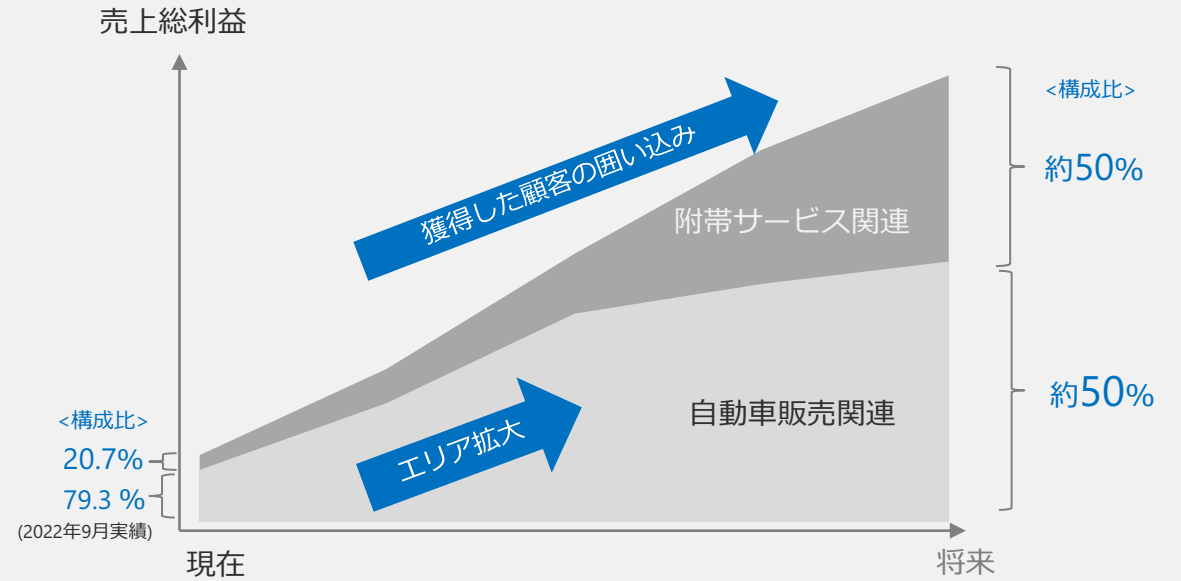 売上総利益
獲得した顧客の囲い込み
<構成比>
約50%
附帯サービス関連
自動車販売関連
約50%
エリア拡大
<構成比>
20.7%
79.3 %
(2022年9月実績)
現在
将来